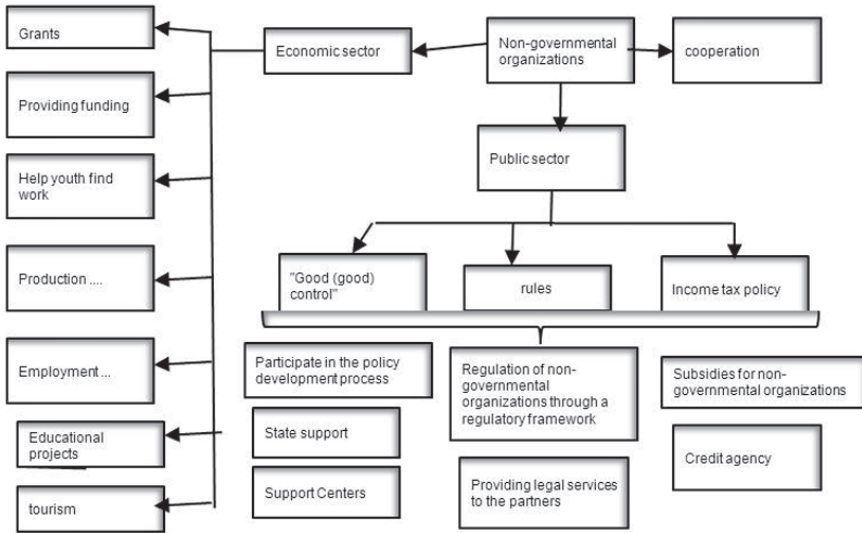 Grants
Economic sector
Non-governmental
organizations
cooperation
Providing funding
Public sector
Help youth find
work
Production ....
"Good (good)
control"
rules
Income tax policy
Employment ...
Participate in the policy
development process
Regulation of non-
governmental
organizations through a
regulatory framework
Subsidies for non-
governmental organizations
Educational
projects
State support
Credit agency
Support Centers
Providing legal services
to the partners
tourism